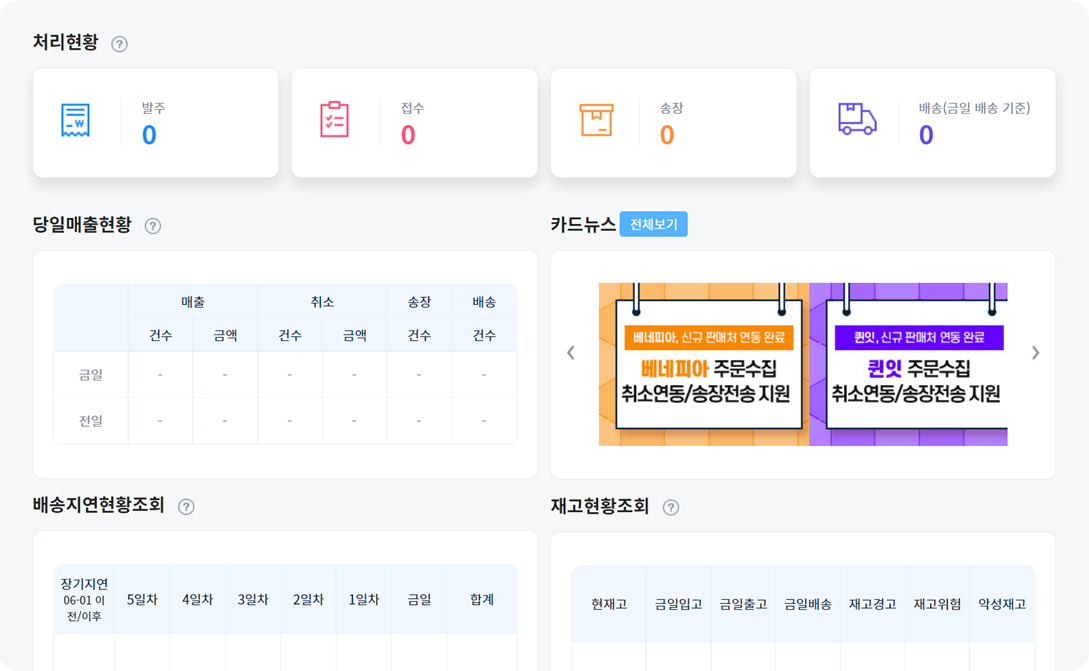 처리현황 ?
발주
0
접수
0
송장
0
배송(금일 배송 기준)
0
당일매출현황 ?
매출 취소 송장 배송
건수 금액 건수 금액 건수 건수
금일 - - - - - -
전일 - - - - - -
카드뉴스 전체보기
베네피아, 신규 판매처 연동 완료
베네피아 주문수집
취소연동/송장전송 지원
퀸잇, 신규 판매처 연동 완료
퀸잇 주문수집
취소연동/송장전송 지원
배송지연현황조회 ?
장기지연
06-01 이
전/이후
5일차 4일차 3일차 2일차 1일차 금일 합계
재고현황조회 ?
현재고 금일입고 금일출고 금일배송 재고경고 재고위험 악성재고